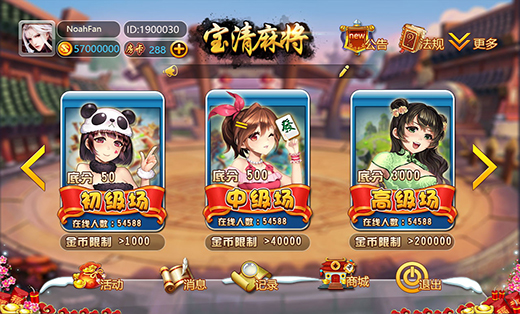 NoahFan
ID:1900030
57000000
房卡 288
宝清麻将
new
公告
法规
更多
底分 50
初级场
在线人数：54588
金币限制 >1000
發
底分 500
中级场
在线人数：54588
金币限制 >40000
底分 3000
高级场
在线人数：54588
金币限制 >200000
活动
消息
记录
商城
退出